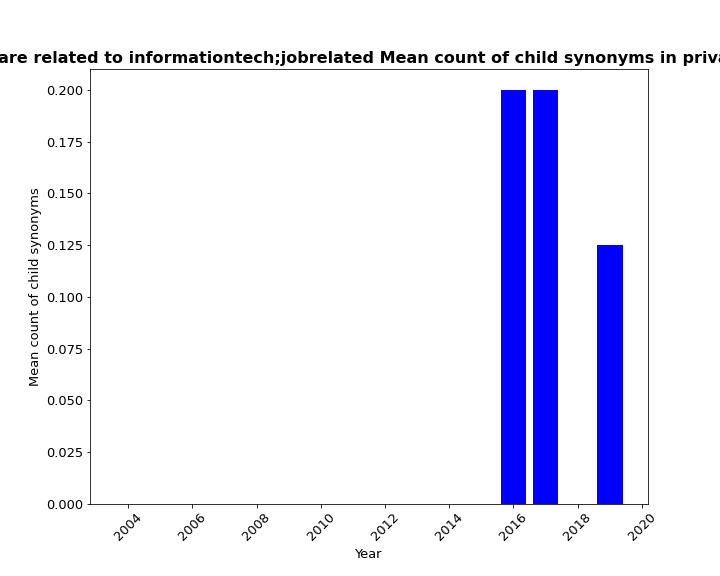 are related to informationtech;jobrelated Mean count of child synonyms in priva
0.200
0.175
0.150
0.125
0.100
0.075
0.050
0.025
0.000
Mean count of child synonyms
2004 2006 2008 2010 2012 2014 2016 2018 2020
Year